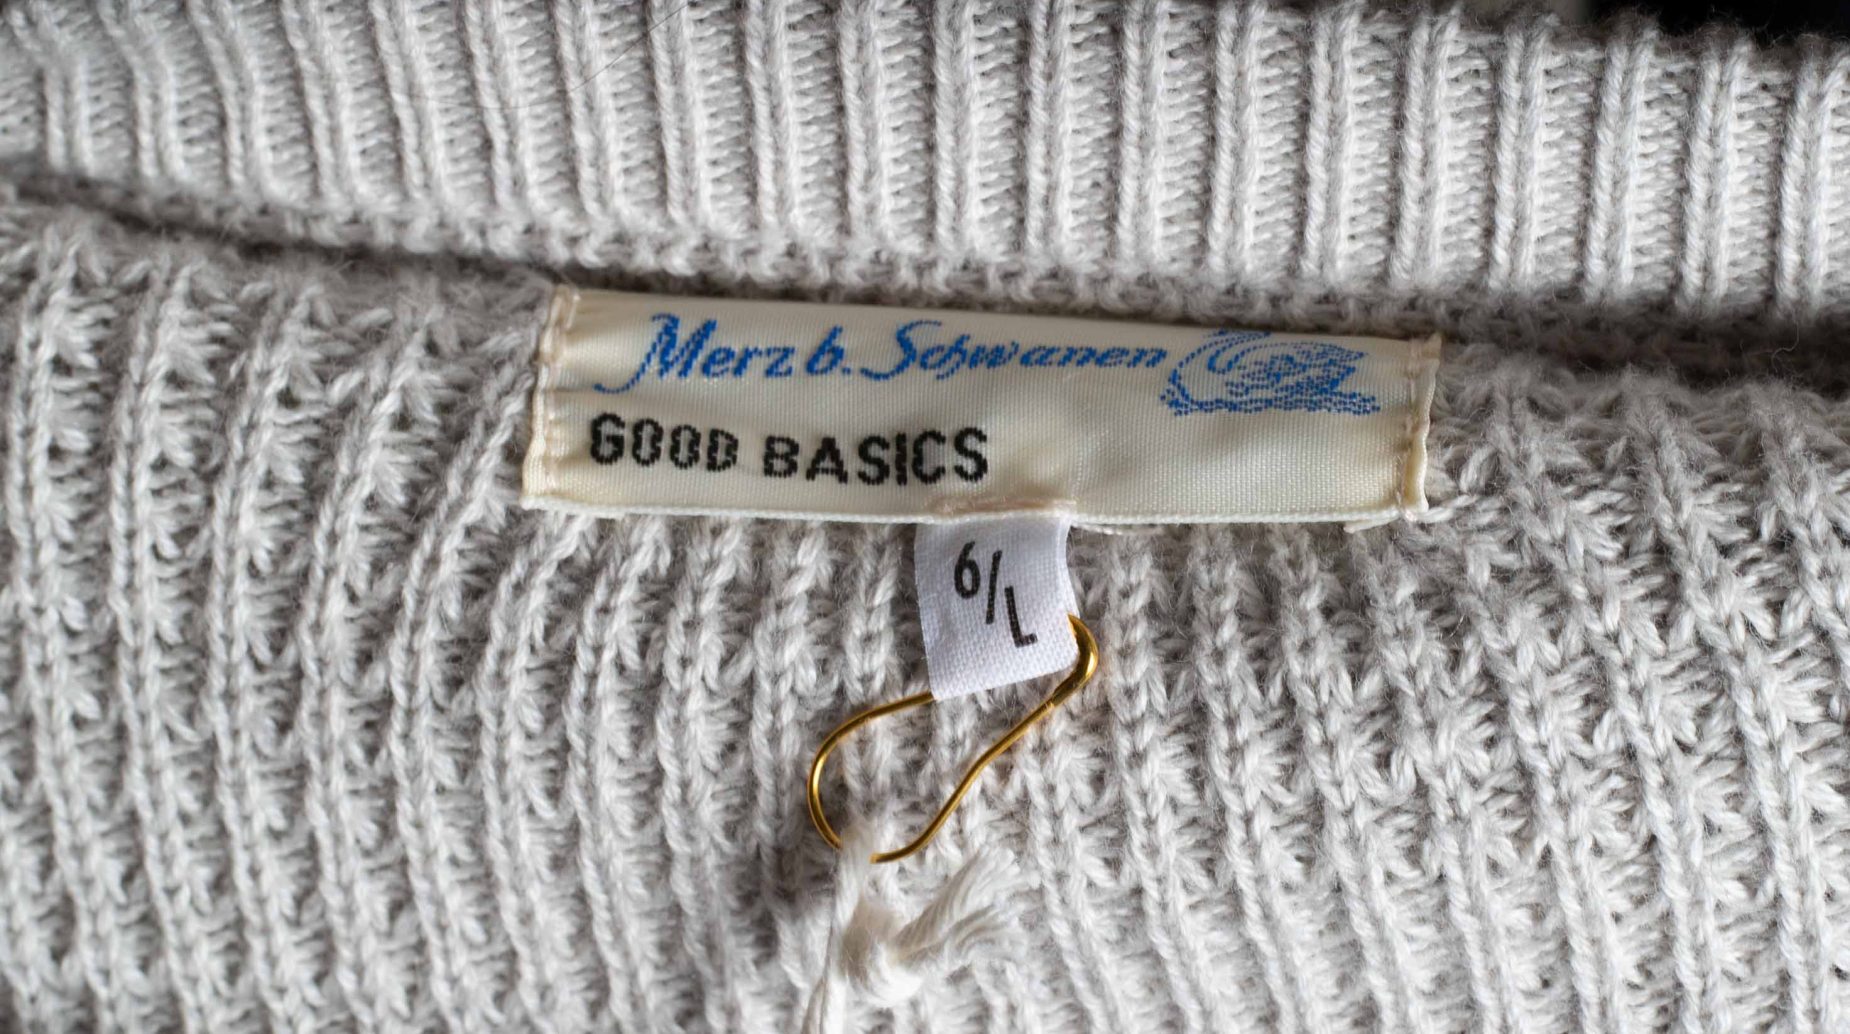 Merz b. Schwanen
GOOD BASICS
6/L